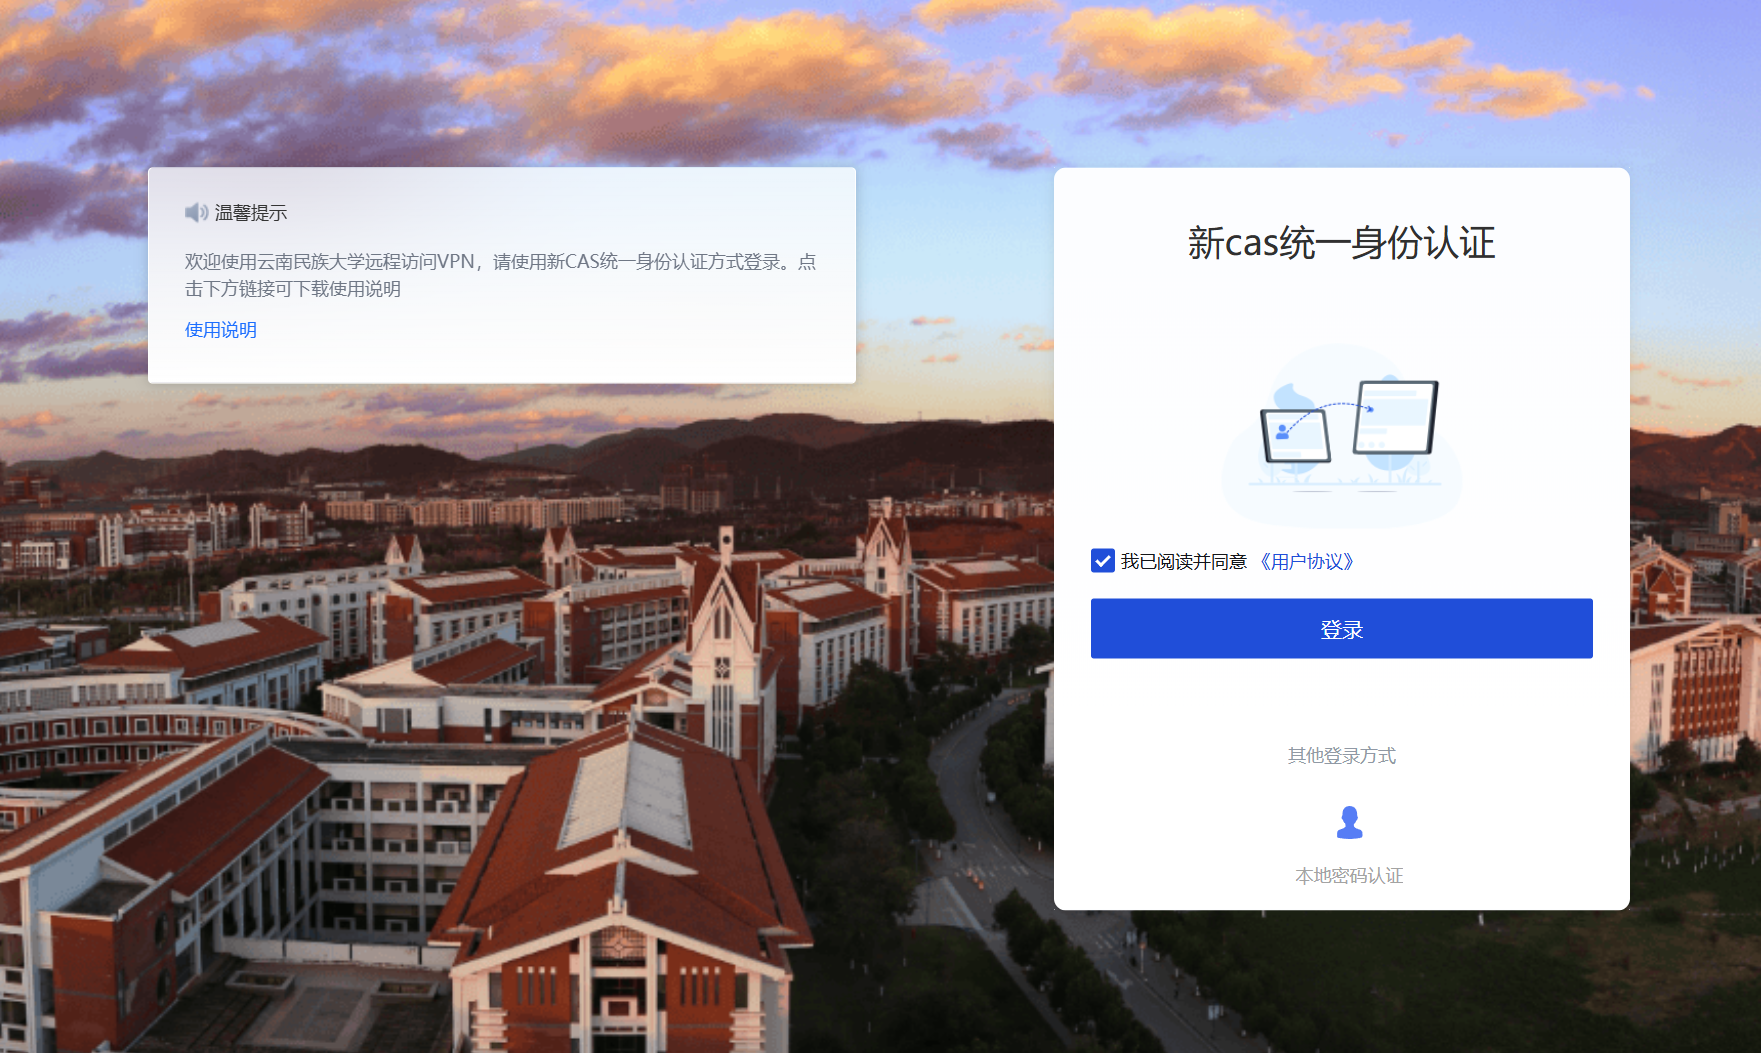 温馨提示
欢迎使用云南民族大学远程访问VPN，请使用新CAS统一身份认证方式登录。点
击下方链接可下载使用说明
使用说明
新cas统一身份认证
我已阅读并同意《用户协议》
登录
其他登录方式
本地密码认证